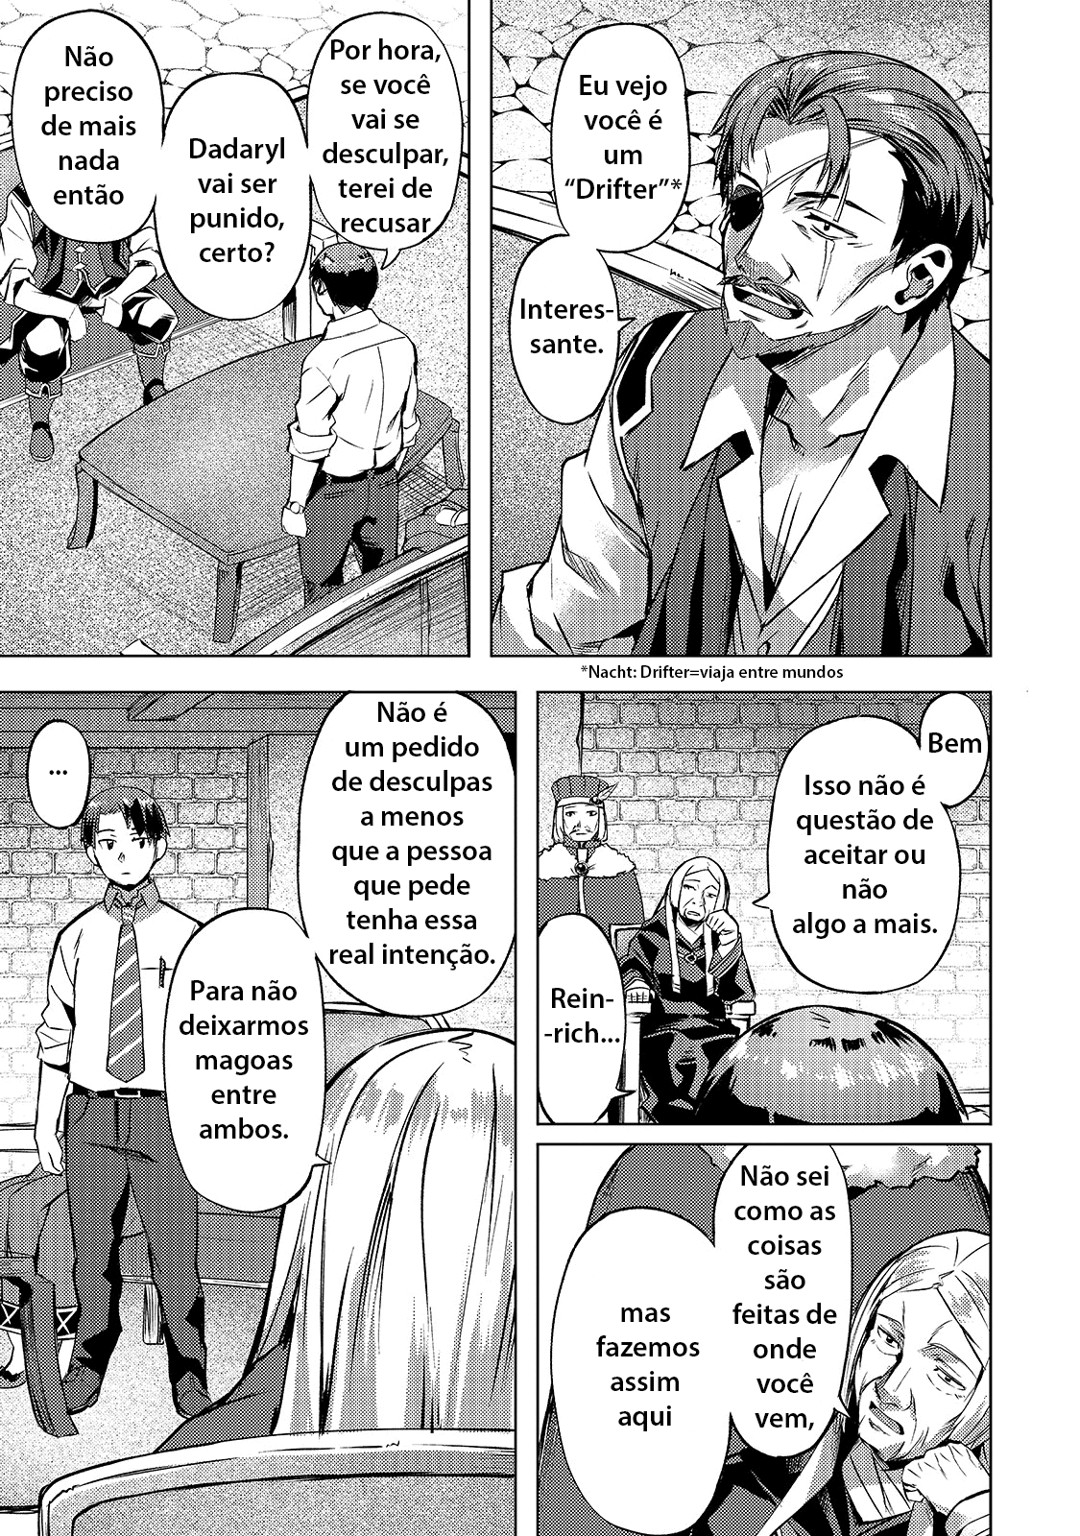 Eu vejo
você é
um
“Drifter”*
Interes-
sante.
*Nacht: Drifter=viaja entre mundos
Por hora,
se você
vai se
desculpar,
terei de
recusar
Dadaryl
vai ser
punido,
certo?
Não
preciso
de mais
nada
então
Bem
Isso não é
questão de
aceitar ou
não
algo a mais.
Rein-
-rich...
Não sei
como as
coisas
são
feitas de
onde
você
vem,
mas
fazemos
assim
aqui
Não é
um pedido
de desculpas
a menos
que a pessoa
que pede
tenha essa
real intenção.
Para não
deixarmos
magoas
entre
ambos.
...